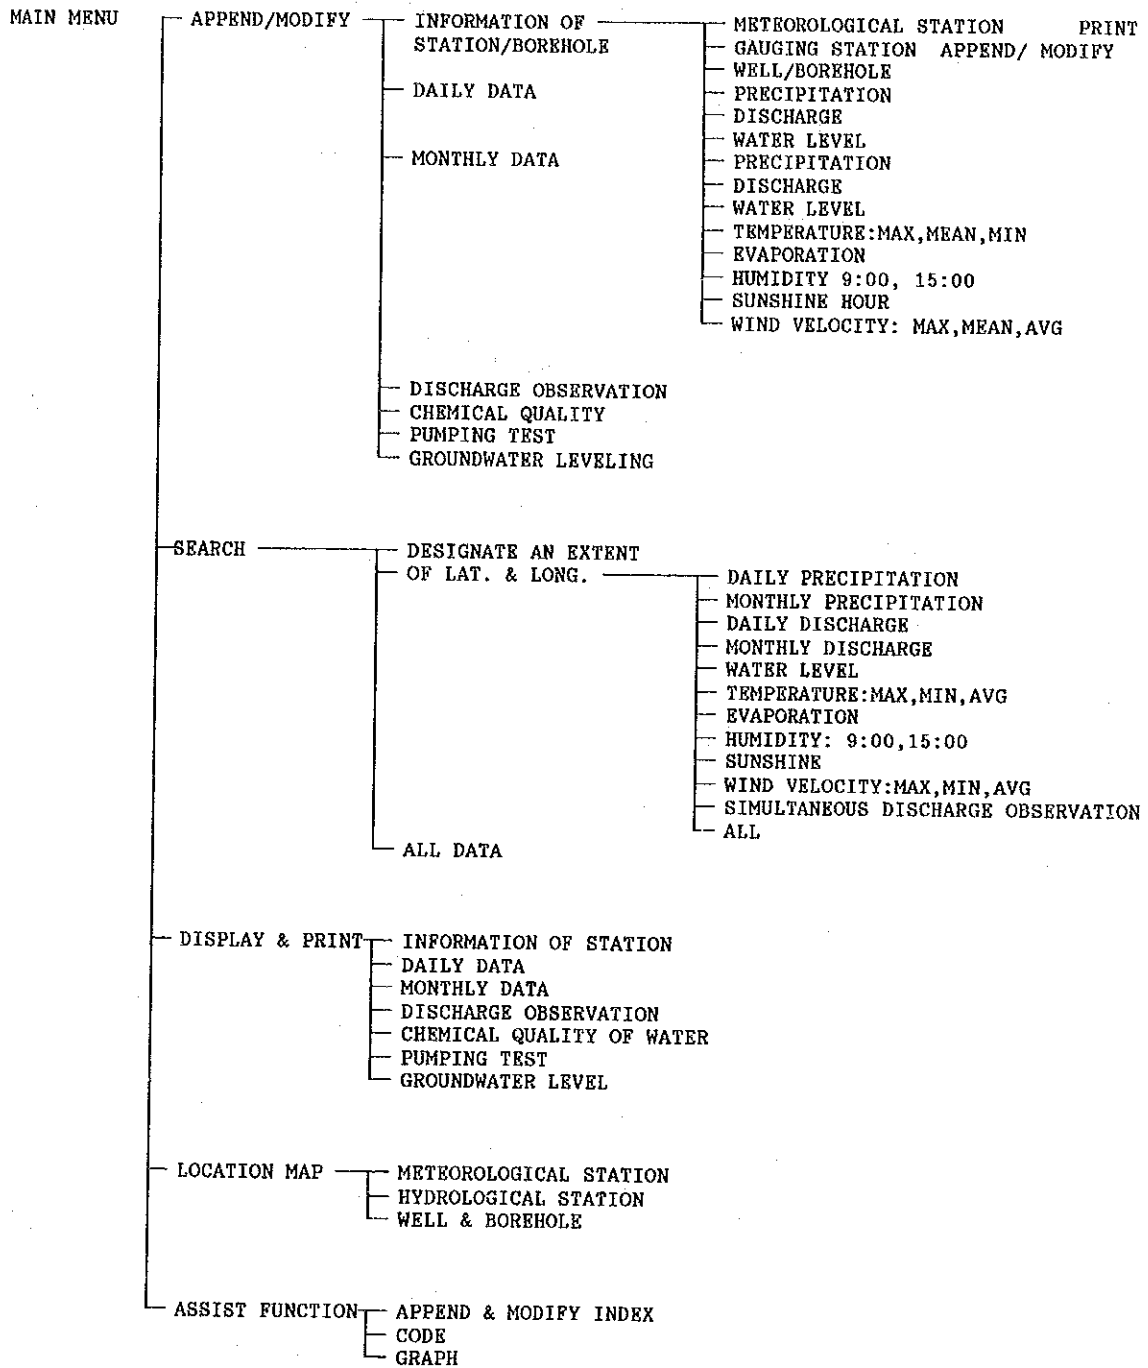 MAIN MENU
APPEND/MODIFY
INFORMATION OF
STATION/BOREHOLE
METEOROLOGICAL STATION PRINT
GAUGING STATION APPEND/ MODIFY
WELL/BOREHOLE
DAILY DATA
PRECIPITATION
DISCHARGE
WATER LEVEL
MONTHLY DATA
PRECIPITATION
DISCHARGE
WATER LEVEL
TEMPERATURE:MAX,MEAN,MIN
EVAPORATION
HUMIDITY 9:00, 15:00
SUNSHINE HOUR
WIND VELOCITY: MAX,MEAN,AVG
DISCHARGE OBSERVATION
CHEMICAL QUALITY
PUMPING TEST
GROUNDWATER LEVELING
SEARCH
DESIGNATE AN EXTENT
OF LAT. & LONG.
DAILY PRECIPITATION
MONTHLY PRECIPITATION
DAILY DISCHARGE
MONTHLY DISCHARGE
WATER LEVEL
TEMPERATURE:MAX,MIN,AVG
EVAPORATION
HUMIDITY: 9:00,15:00
SUNSHINE
WIND VELOCITY:MAX,MIN,AVG
SIMULTANEOUS DISCHARGE OBSERVATION
ALL
ALL DATA
DISPLAY & PRINT
INFORMATION OF STATION
DAILY DATA
MONTHLY DATA
DISCHARGE OBSERVATION
CHEMICAL QUALITY OF WATER
PUMPING TEST
GROUNDWATER LEVEL
LOCATION MAP
METEOROLOGICAL STATION
HYDROLOGICAL STATION
WELL & BOREHOLE
ASSIST FUNCTION
APPEND & MODIFY INDEX
CODE
GRAPH